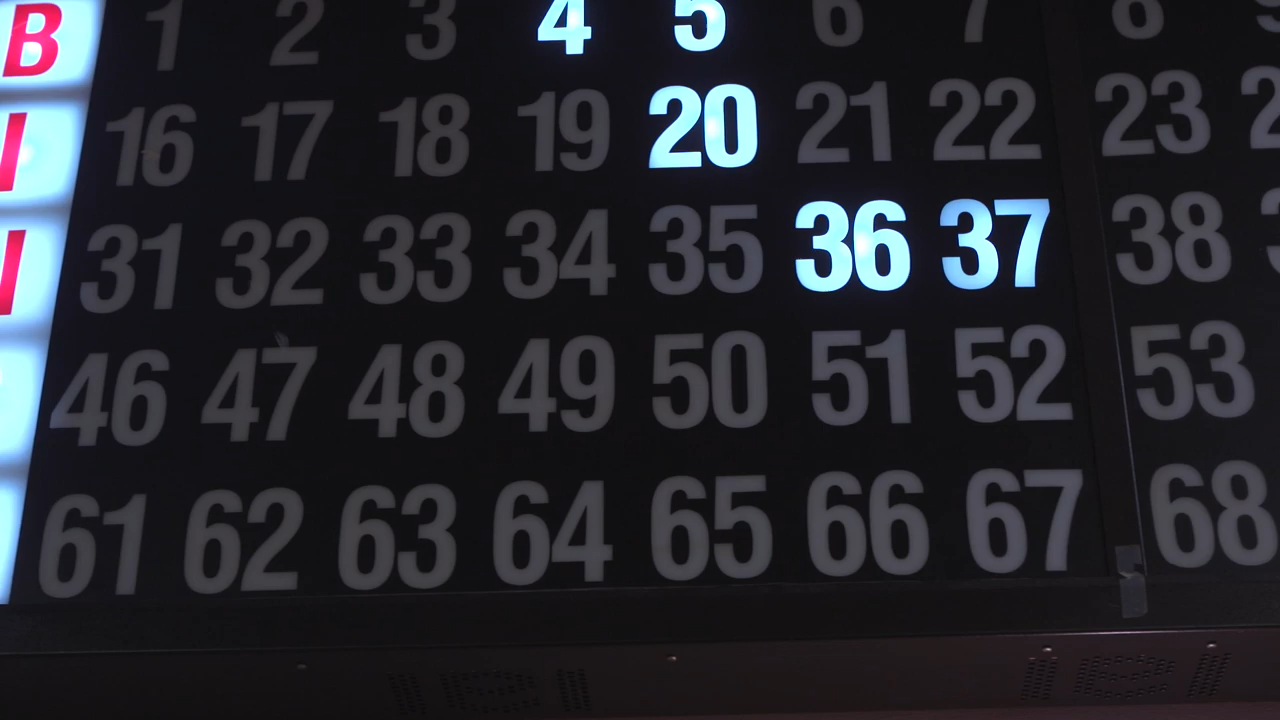 B 1 2 3 4 5 6 7 8
I 16 17 18 19 20 21 22 23
31 32 33 34 35 36 37 38
46 47 48 49 50 51 52 53
61 62 63 64 65 66 67 68